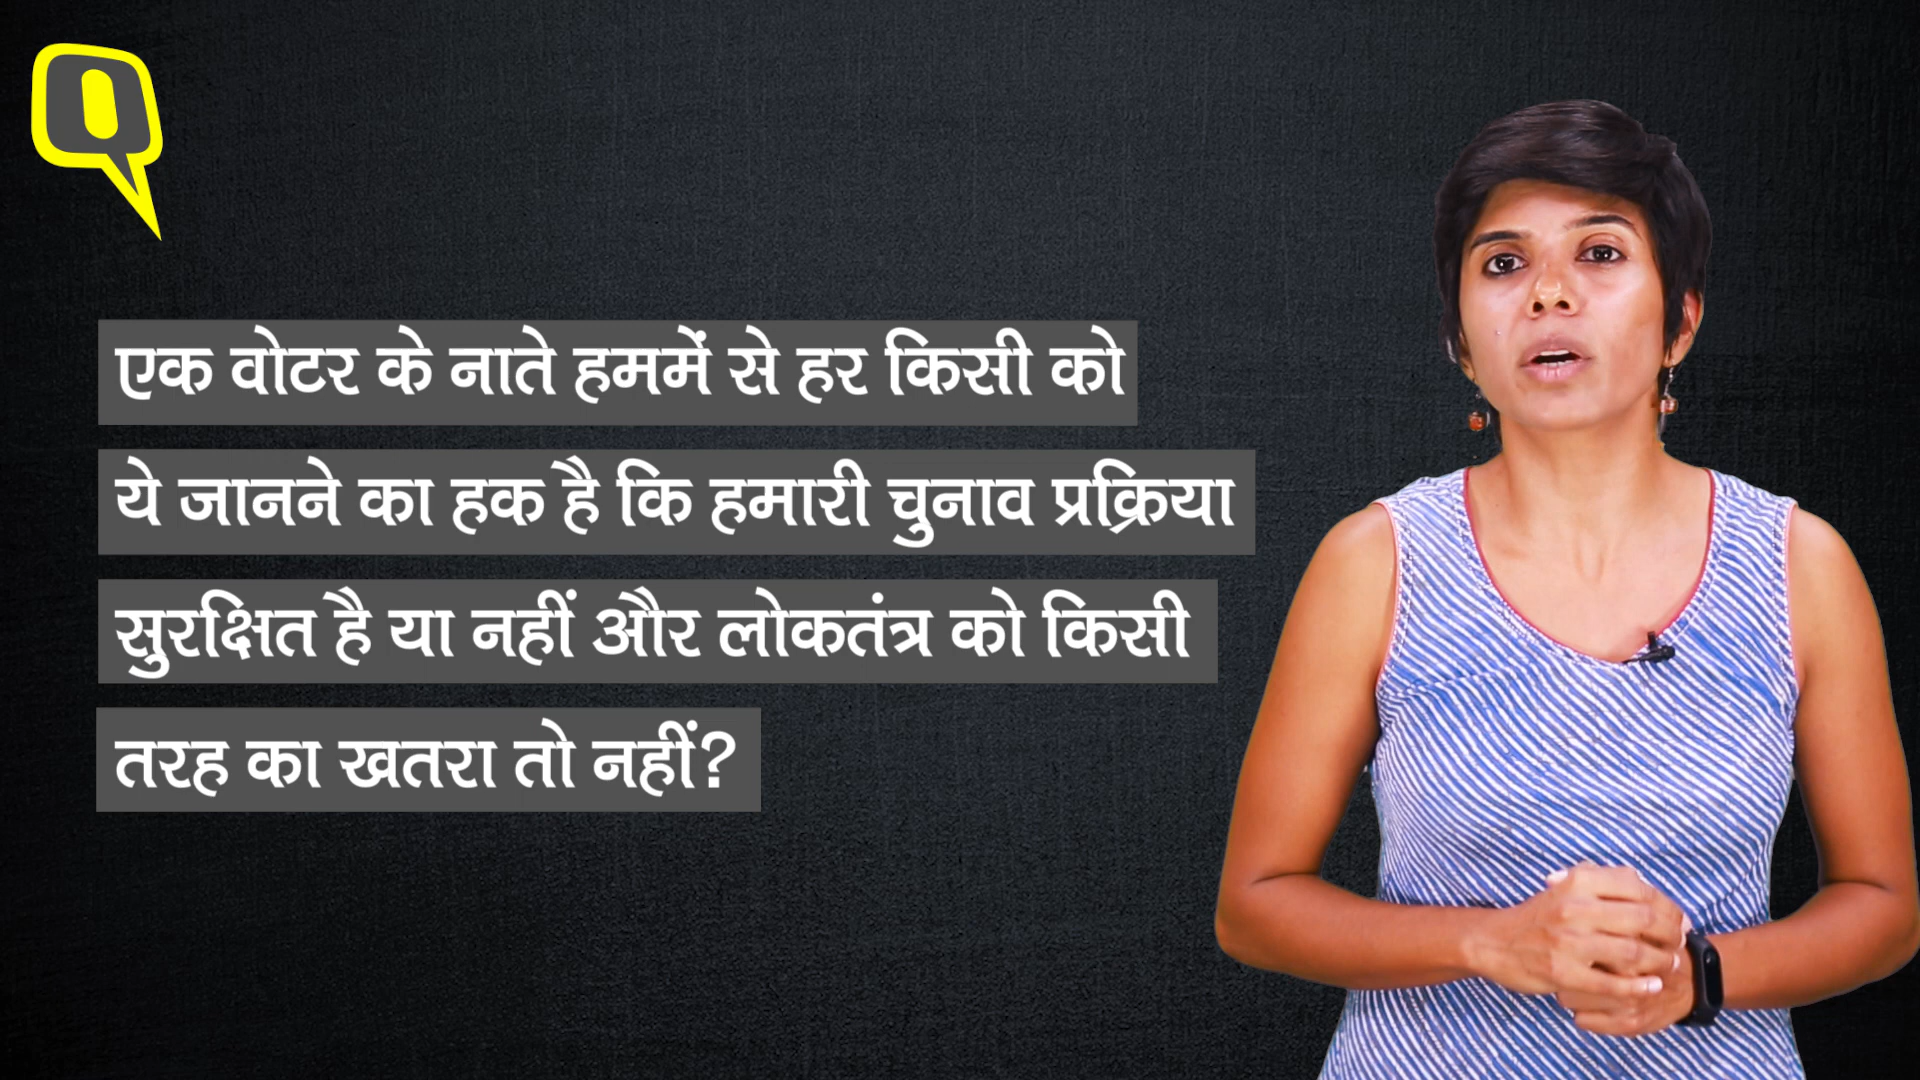 एक वोटर के नाते हममें से हर किसी को
ये जानने का हक है कि हमारी चुनाव प्रक्रिया
सुरक्षित है या नहीं और लोकतंत्र को किसी
तरह का खतरा तो नहीं?